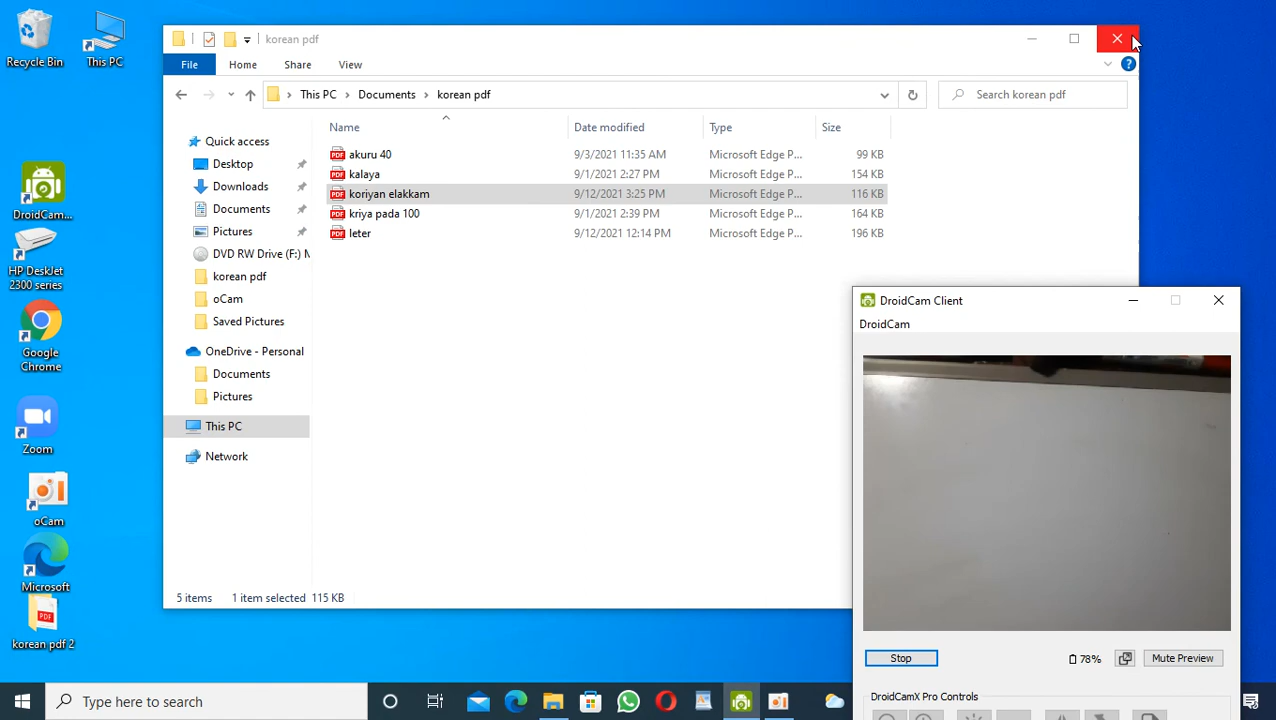 Recycle Bin
This PC
DroidCam...
HP DeskJet
2300 series
Google
Chrome
Zoom
oCam
Microsoft
korean pdf 2
korean pdf
File Home Share View
This PC Documents korean pdf
Search korean pdf
Name Date modified Type Size
akuru 40 9/3/2021 11:35 AM Microsoft Edge P... 99 KB
kalaya 9/1/2021 2:27 PM Microsoft Edge P... 154 KB
koriyan elakkam 9/12/2021 3:25 PM Microsoft Edge P... 116 KB
kriya pada 100 9/1/2021 2:39 PM Microsoft Edge P... 164 KB
leter 9/12/2021 12:14 PM Microsoft Edge P... 196 KB
Quick access
Desktop
Downloads
Documents
Pictures
DVD RW Drive (F:) M
korean pdf
oCam
Saved Pictures
OneDrive - Personal
Documents
Pictures
This PC
Network
5 items 1 item selected 115 KB
DroidCam Client
DroidCam
Stop
78%
Mute Preview
DroidCamX Pro Controls
Type here to search